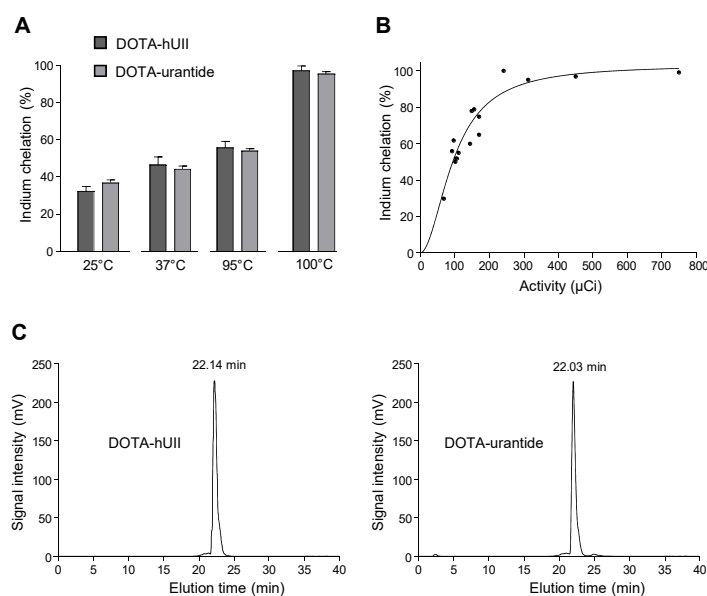 A
DOTA-hUII
DOTA-urantide
Indium chelation (%)
100
80
60
40
20
0
25°C 37°C 95°C 100°C
B
Indium chelation (%)
100
80
60
40
20
0
0 100 200 300 400 500 600 700 800
Activity (µCi)
C
Signal intensity (mV)
250
200
150
100
50
0
22.14 min
DOTA-hUII
0 5 10 15 20 25 30 35 40
Elution time (min)
Signal intensity (mV)
250
200
150
100
50
0
22.03 min
DOTA-urantide
0 5 10 15 20 25 30 35 40
Elution time (min)